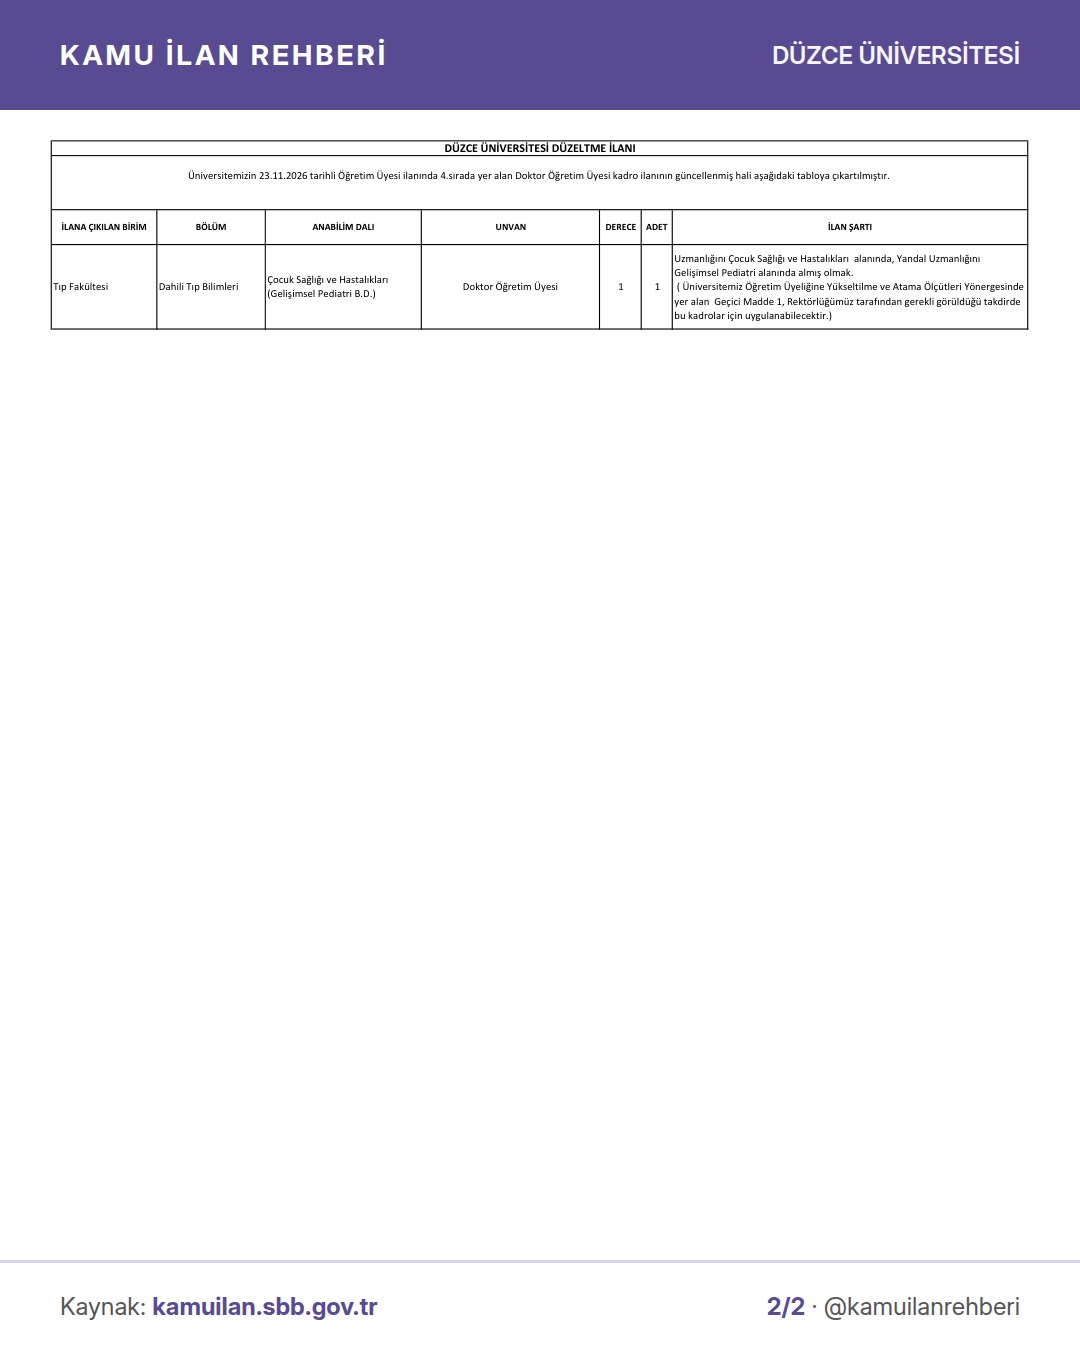 KAMU İLAN REHBERİ
DÜZCE ÜNİVERSİTESİ
DÜZCE ÜNİVERSİTESİ DÜZELTME İLANI
Üniversitemizin 23.11.2026 tarihli Öğretim Üyesi ilanında 4.sırada yer alan Doktor Öğretim Üyesi kadro ilanının güncellenmiş hali aşağıdaki tabloya çıkartılmıştır.
İLANA ÇIKILAN BİRİM BÖLÜM ANABİLİM DALI UNVAN DERECE ADET İLAN ŞARTI
Tıp Fakültesi
Dahili Tıp Bilimleri
Çocuk Sağlığı ve Hastalıkları
(Gelişimsel Pediatri B.D.)
Doktor Öğretim Üyesi
1
1
Uzmanlığını Çocuk Sağlığı ve Hastalıkları alanında, Yandal Uzmanlığını
Gelişimsel Pediatri alanında almış olmak.
( Üniversitemiz Öğretim Üyeliğine Yükseltilme ve Atama Ölçütleri Yönergesinde
yer alan Geçici Madde 1, Rektörlüğümüz tarafından gerekli görüldüğü takdirde
bu kadrolar için uygulanabilecektir.)
Kaynak: kamuilan.sbb.gov.tr
2/2 · @kamuilanrehberi